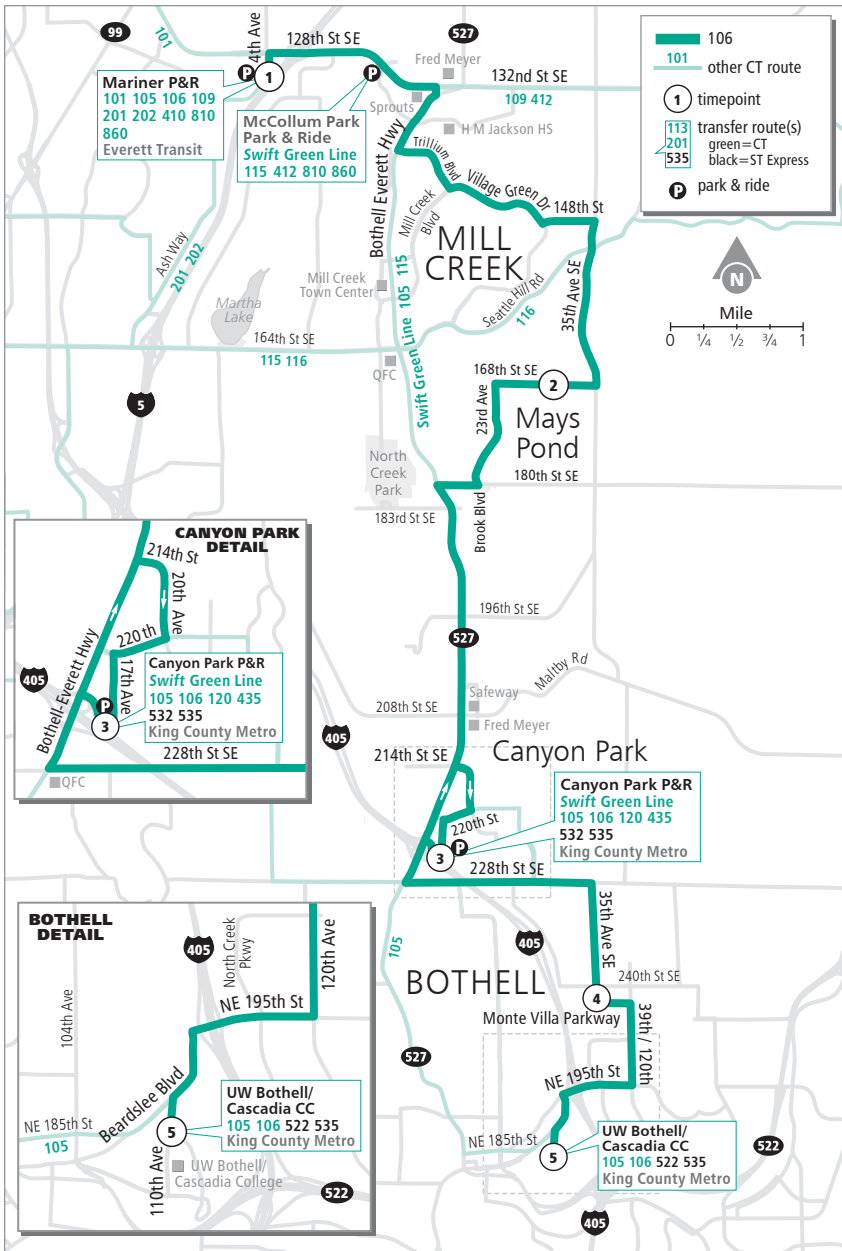 99
101
4th Ave
128th St SE
527
Fred Meyer
132nd St SE
109 412
Sprouts
H M Jackson HS
1
Mariner P&R
101 105 106 109
201 202 410 810
860
Everett Transit
McCollum Park
Park & Ride
Swift Green Line
115 412 810 860
106
101
other CT route
1 timepoint
113
201
535
transfer route(s)
green=CT
black=ST Express
P park & ride
N
Mile
0 ¼ ½ ¾ 1
Bothell Everett Hwy
Trillium Blvd
Village Green Dr
148th St
Mill Creek
Blvd
MILL
CREEK
35th Ave SE
Seattle Hill Rd
116
Ash Way
201 202
Martha
Lake
Mill Creek
Town Center
105 115
Swift Green Line
164th St SE
115 116
QFC
5
168th St SE
2
23rd Ave
Mays
Pond
North
Creek
Park
180th St SE
183rd St SE
Brook Blvd
196th St SE
527
Maltby Rd
Safeway
208th St SE
Fred Meyer
405
214th St SE
Canyon Park
220th St
P
3
Canyon Park P&R
Swift Green Line
105 106 120 435
532 535
King County Metro
228th St SE
35th Ave SE
105
405
BOTHELL
240th St SE
4
Monte Villa Parkway
39th / 120th
527
NE 195th St
NE 185th St
5
UW Bothell/
Cascadia CC
105 106 522 535
King County Metro
522
405
CANYON PARK
DETAIL
214th St
20th Ave
220 th
17th Ave
Bothell-Everett Hwy
405
P
3
Canyon Park P&R
Swift Green Line
105 106 120 435
532 535
King County Metro
228th St SE
QFC
BOTHELL
DETAIL
405
North Creek
Pkwy
120th Ave
104th Ave
NE 195th St
Beardslee Blvd
NE 185th St
105
5
UW Bothell/
Cascadia CC
105 106 522 535
King County Metro
110th Ave
UW Bothell/
Cascadia College
522
P
P